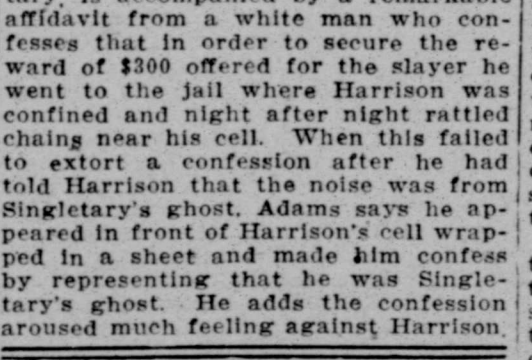 affidavit from a white man who con-
fesses that in order to secure the re-
ward of $300 offered for the slayer he
went to the jail where Harrison was
confined and night after night rattled
chains near his cell. When this failed
to extort a confession after he had
told Harrison that the noise was from
Singletary's ghost. Adams says he ap-
peared in front of Harrison's cell wrap-
ped in a sheet and made him confess
by representing that he was Single-
tary's ghost. He adds the confession
aroused much feeling against Harrison.